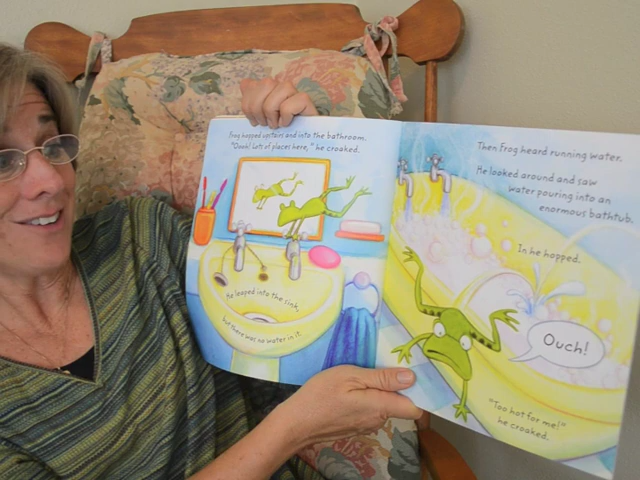 Frog hopped upstairs and into the bathroom.
"Oooh! Lots of places here," he croaked.
He leaped into the sink,
but there was no water in it.
Then Frog heard running water.
He looked around and saw
water pouring into an
enormous bathtub.
In he hopped.
Ouch!
"Too hot for me!"
he croaked.